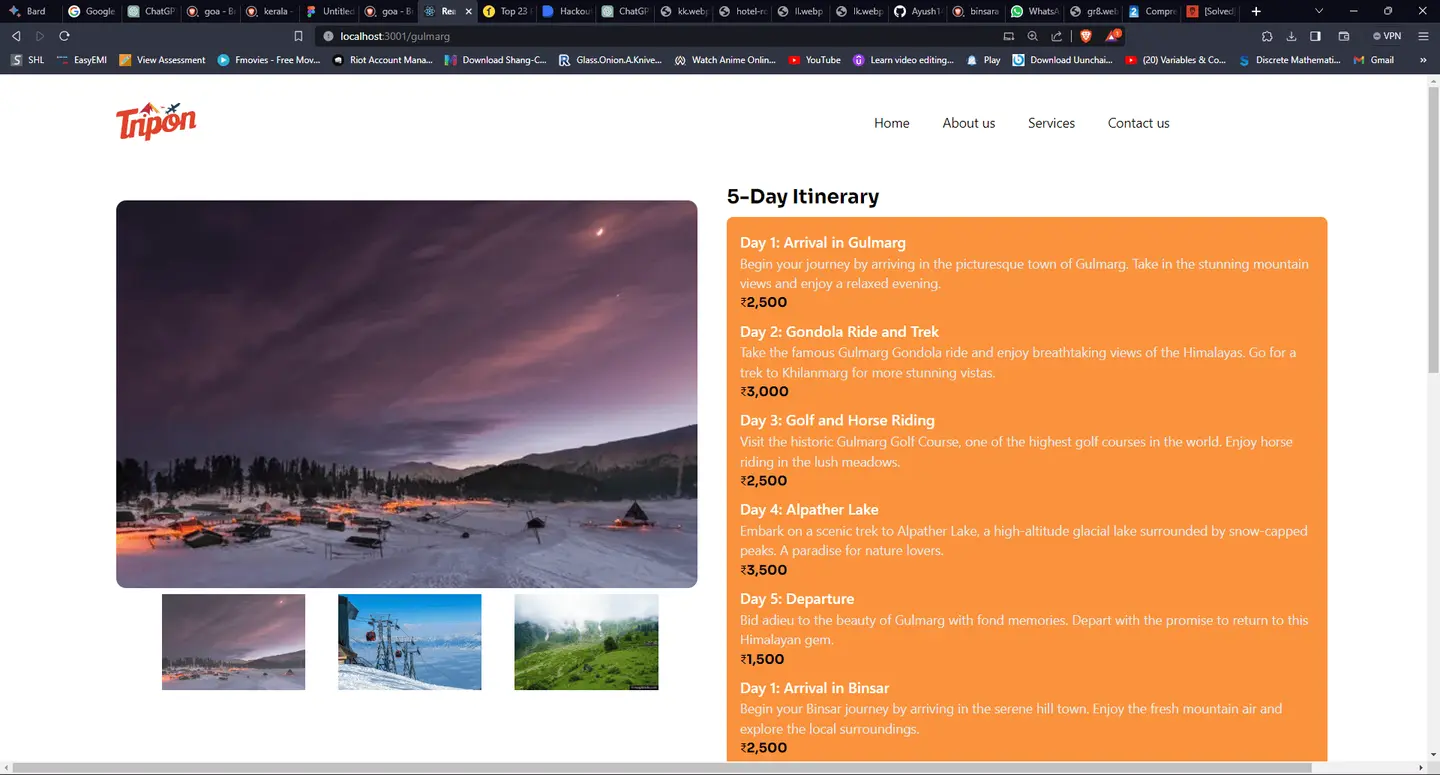 Bard
Google
ChatGP
goa - B
kerala -
Untitled
goa - B
Rea
Top 23
Hackou
ChatGP
kk.webp
hotel-ro
ll.webp
lk.webp
Ayush1
binsara
WhatsA
gr8.web
Compre
[Solved]
localhost:3001/gulmarg
VPN
SHL
EasyEMI
View Assessment
Fmovies - Free Mov...
Riot Account Mana...
Download Shang-C...
Glass.Onion.A.Knive...
Watch Anime Onlin...
YouTube
Learn video editing...
Play
Download Uunchai...
(20) Variables & Co...
Discrete Mathemati...
Gmail
»
Tripon
Home
About us
Services
Contact us
5-Day Itinerary
Day 1: Arrival in Gulmarg
Begin your journey by arriving in the picturesque town of Gulmarg. Take in the stunning mountain
views and enjoy a relaxed evening.
₹2,500
Day 2: Gondola Ride and Trek
Take the famous Gulmarg Gondola ride and enjoy breathtaking views of the Himalayas. Go for a
trek to Khilanmarg for more stunning vistas.
₹3,000
Day 3: Golf and Horse Riding
Visit the historic Gulmarg Golf Course, one of the highest golf courses in the world. Enjoy horse
riding in the lush meadows.
₹2,500
Day 4: Alpather Lake
Embark on a scenic trek to Alpather Lake, a high-altitude glacial lake surrounded by snow-capped
peaks. A paradise for nature lovers.
₹3,500
Day 5: Departure
Bid adieu to the beauty of Gulmarg with fond memories. Depart with the promise to return to this
Himalayan gem.
₹1,500
Day 1: Arrival in Binsar
Begin your Binsar journey by arriving in the serene hill town. Enjoy the fresh mountain air and
explore the local surroundings.
₹2,500